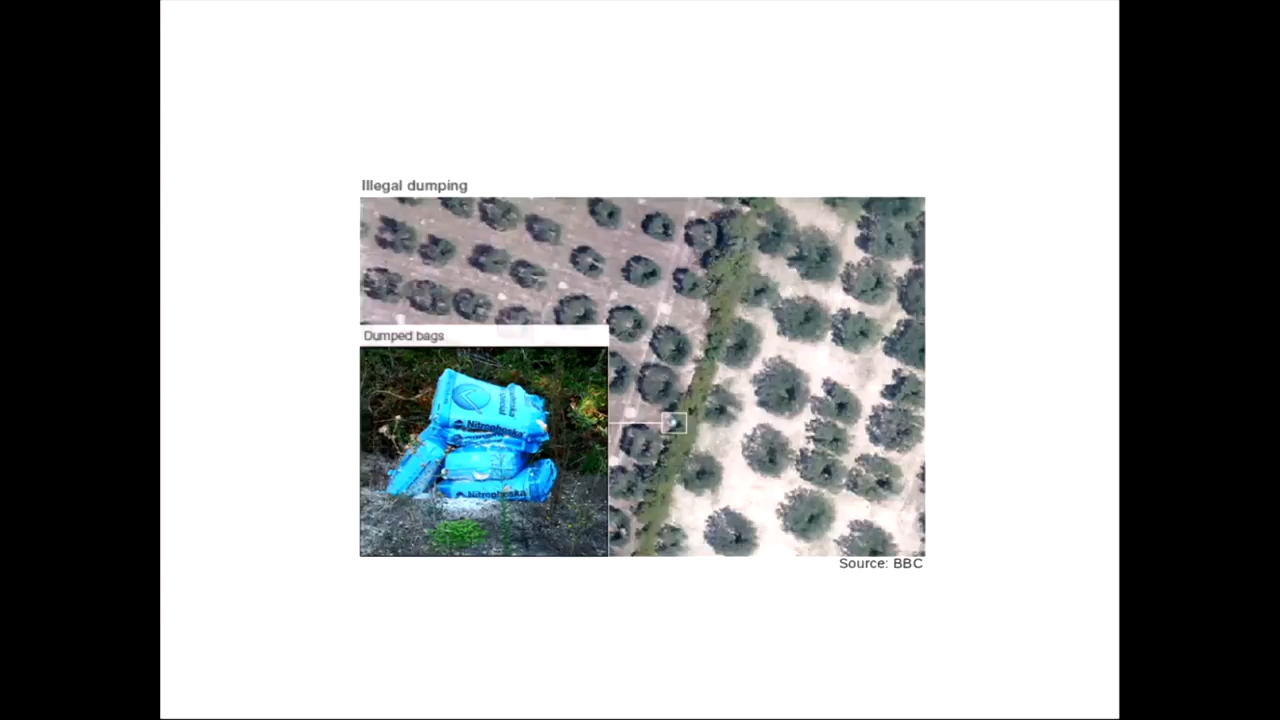 Illegal dumping
Dumped bags
Nitrophoska
Nitrophoska
Source: BBC